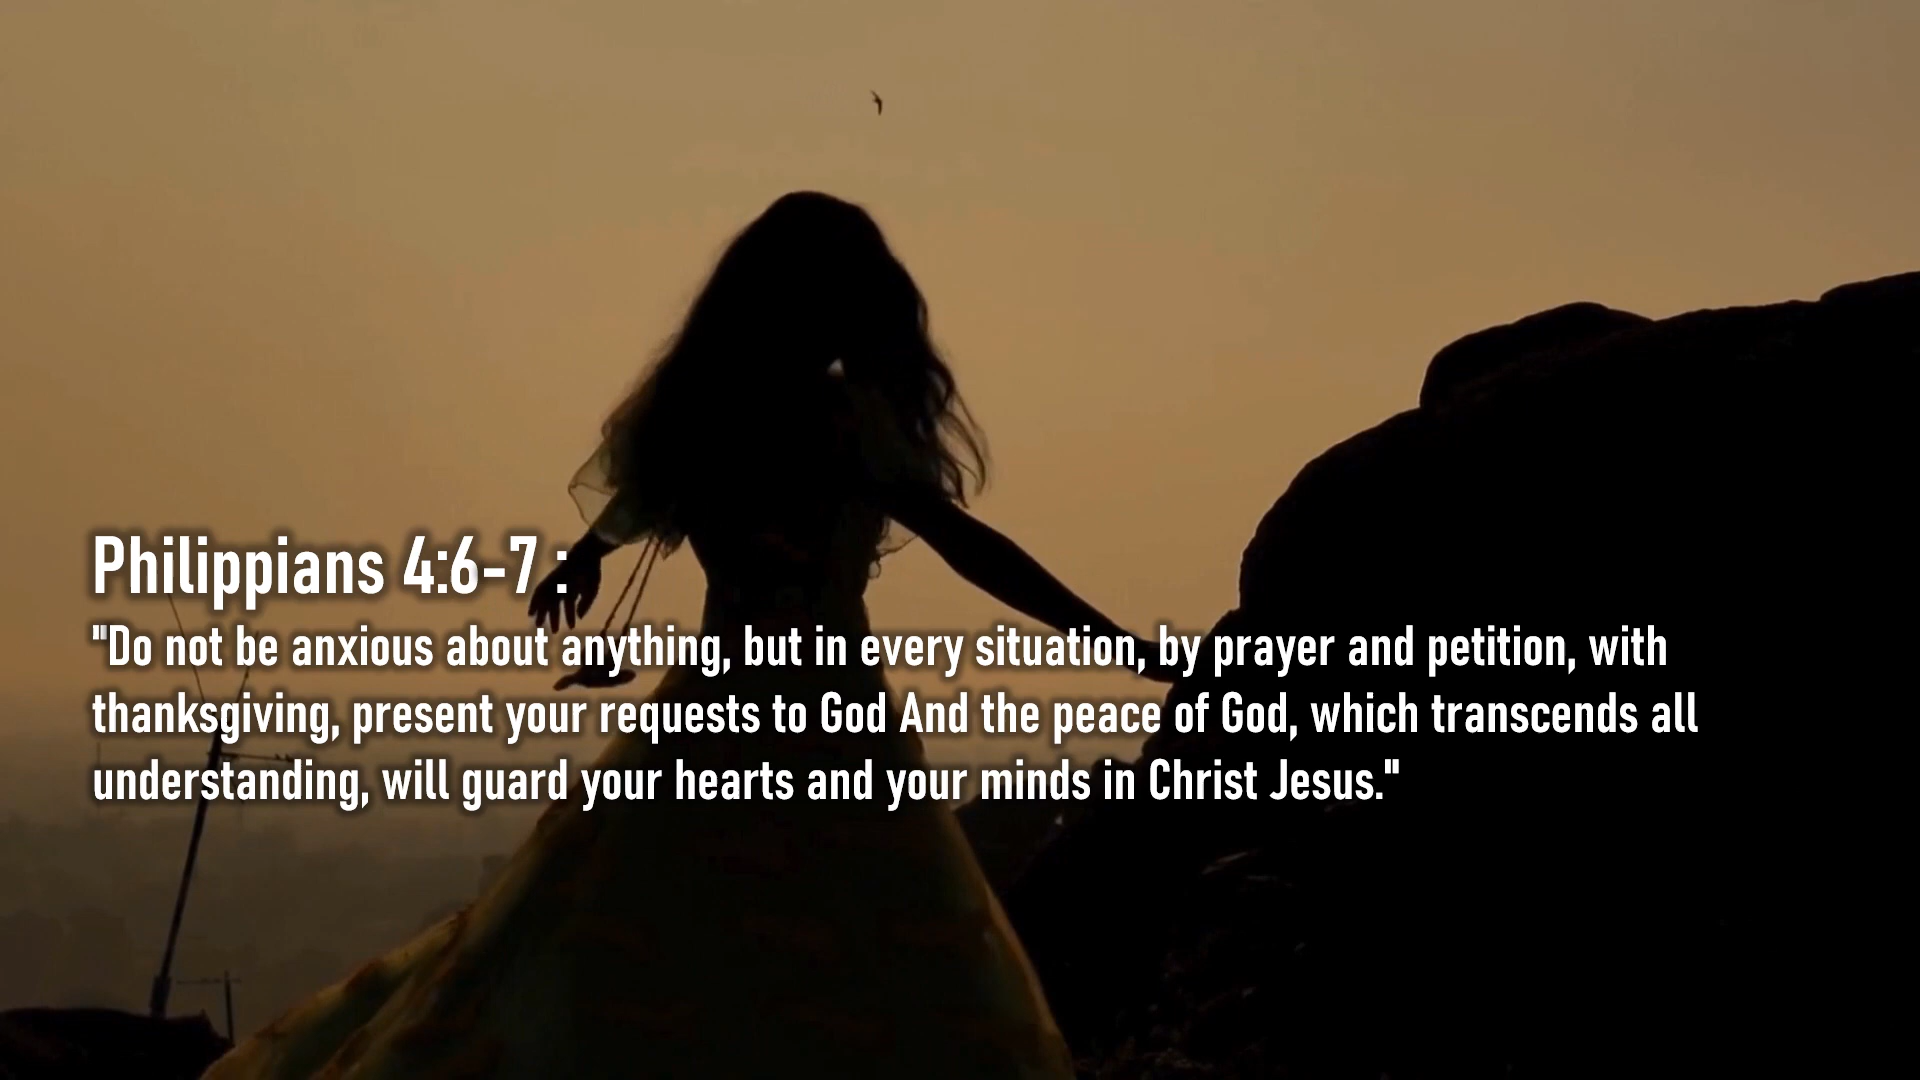 Philippians 4:6-7 :
"Do not be anxious about anything, but in every situation, by prayer and petition, with
thanksgiving, present your requests to God And the peace of God, which transcends all
understanding, will guard your hearts and your minds in Christ Jesus."